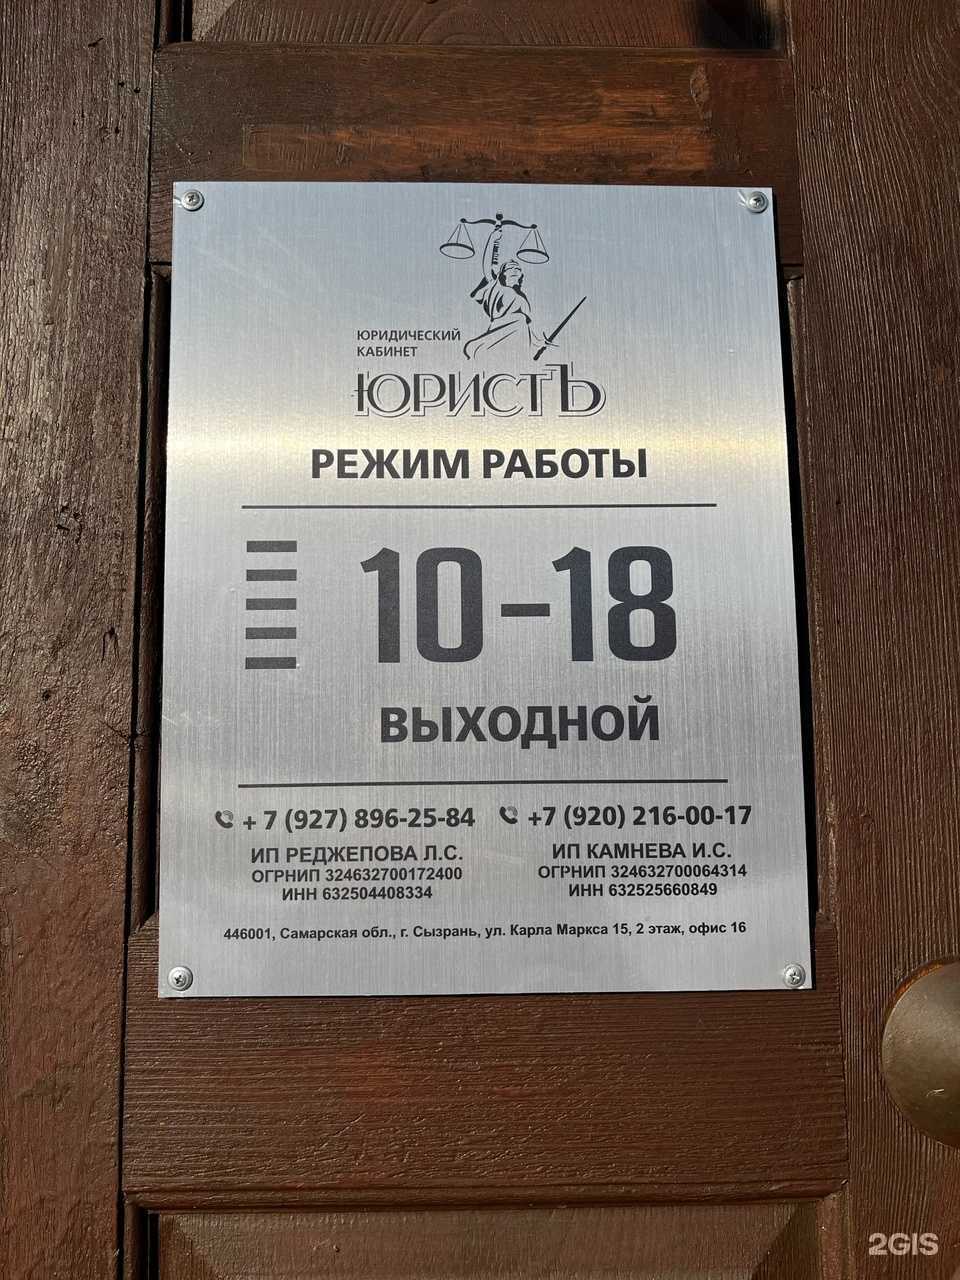 ЮРИДИЧЕСКИЙ
КАБИНЕТ
ЮРИСТЪ
РЕЖИМ РАБОТЫ
10-18
ВЫХОДНОЙ
+ 7 (927) 896-25-84 +7 (920) 216-00-17
ИП РЕДЖЕПОВА Л.С. ИП КАМНЕВА И.С.
ОГРНИП 324632700172400 ОГРНИП 324632700064314
ИНН 632504408334 ИНН 632525660849
446001, Самарская обл., г. Сызрань, ул. Карла Маркса 15, 2 этаж, офис 16
2GIS